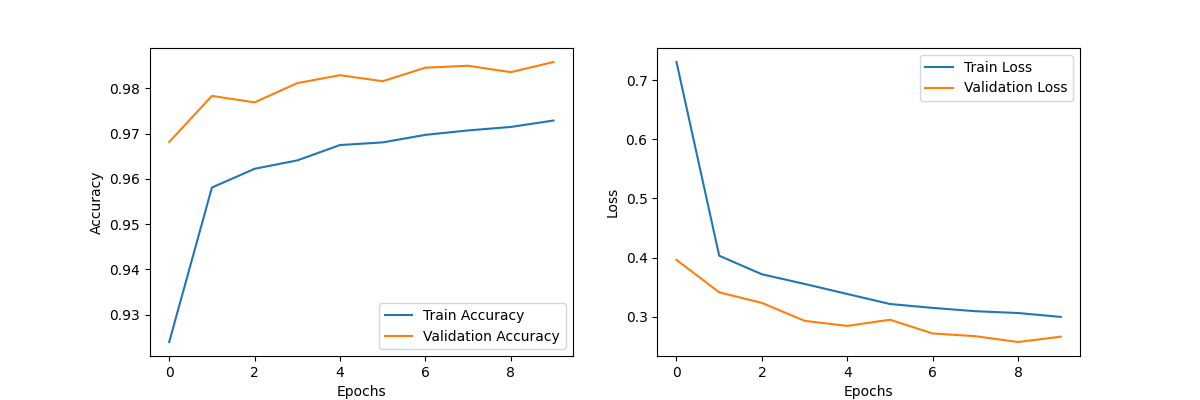 0.98
0.97
0.96
0.95
0.94
0.93
Accuracy
0 2 4 6 8
Epochs
Train Accuracy
Validation Accuracy
0.7
0.6
0.5
0.4
0.3
Loss
0 2 4 6 8
Epochs
Train Loss
Validation Loss